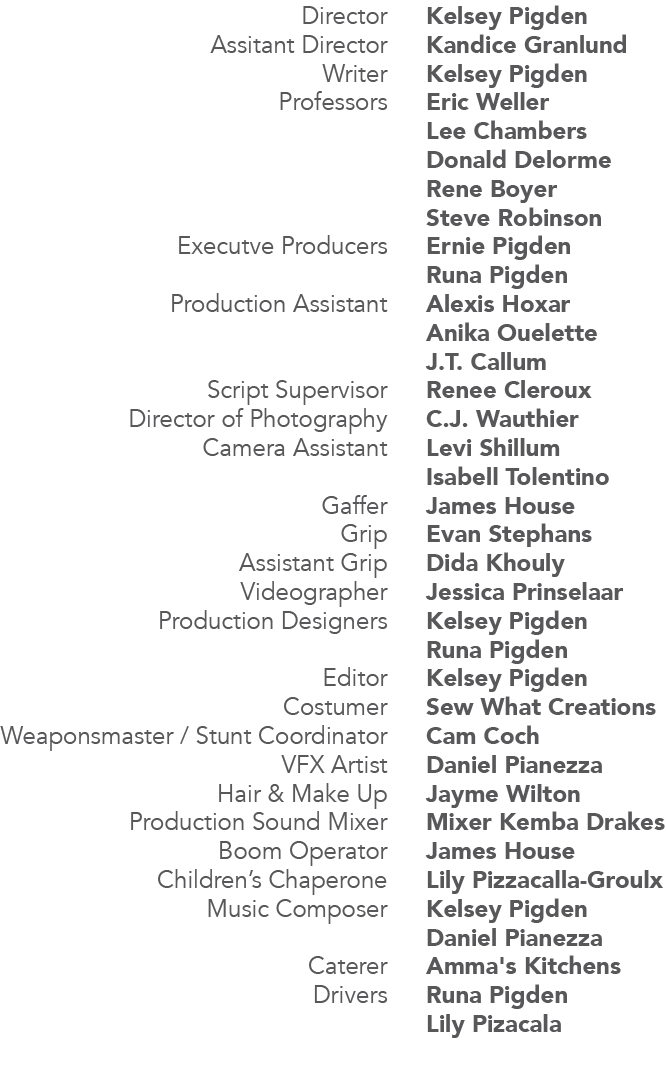 Director Kelsey Pigden
Assitant Director Kandice Granlund
Writer Kelsey Pigden
Professors Eric Weller
Lee Chambers
Donald Delorme
Rene Boyer
Steve Robinson
Executve Producers Ernie Pigden
Runa Pigden
Production Assistant Alexis Hoxar
Anika Ouelette
J.T. Callum
Script Supervisor Renee Cleroux
Director of Photography C.J. Wauthier
Camera Assistant Levi Shillum
Isabell Tolentino
Gaffer James House
Grip Evan Stephans
Assistant Grip Dida Khouly
Videographer Jessica Prinselaar
Production Designers Kelsey Pigden
Runa Pigden
Editor Kelsey Pigden
Costumer Sew What Creations
Weaponsmaster / Stunt Coordinator Cam Coch
VFX Artist Daniel Pianezza
Hair & Make Up Jayme Wilton
Production Sound Mixer Mixer Kemba Drakes
Boom Operator James House
Children’s Chaperone Lily Pizzacalla-Groulx
Music Composer Kelsey Pigden
Daniel Pianezza
Caterer Amma's Kitchens
Drivers Runa Pigden
Lily Pizacala